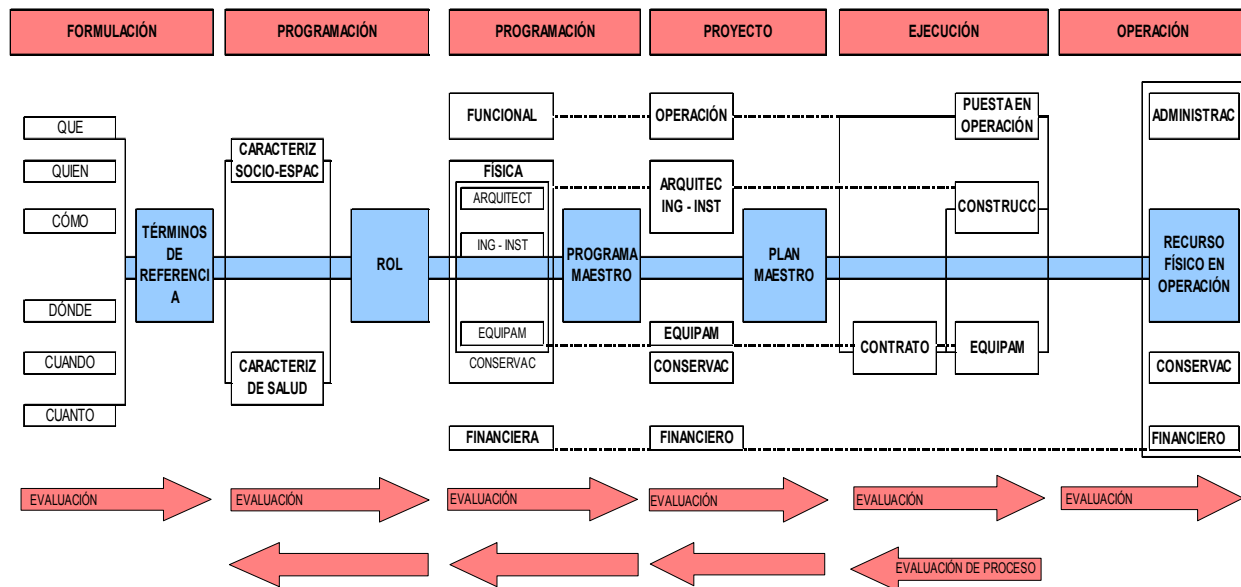 FORMULACIÓN
PROGRAMACIÓN
PROGRAMACIÓN
PROYECTO
EJECUCIÓN
OPERACIÓN
QUE
QUIEN
CÓMO
DÓNDE
CUANDO
CUANTO
TÉRMINOS
DE
REFERENCI
A
CARACTERIZ
SOCIO-ESPAC
CARACTERIZ
DE SALUD
ROL
FUNCIONAL
FÍSICA
ARQUITECT
ING - INST
EQUIPAM
CONSERVAC
FINANCIERA
PROGRAMA
MAESTRO
OPERACIÓN
ARQUITEC
ING - INST
EQUIPAM
CONSERVAC
FINANCIERO
PLAN
MAESTRO
PUESTA EN
OPERACIÓN
CONSTRUCC
CONTRATO
EQUIPAM
ADMINISTRAC
RECURSO
FÍSICO EN
OPERACIÓN
CONSERVAC
FINANCIERO
EVALUACIÓN
EVALUACIÓN
EVALUACIÓN
EVALUACIÓN
EVALUACIÓN
EVALUACIÓN
EVALUACIÓN DE PROCESO